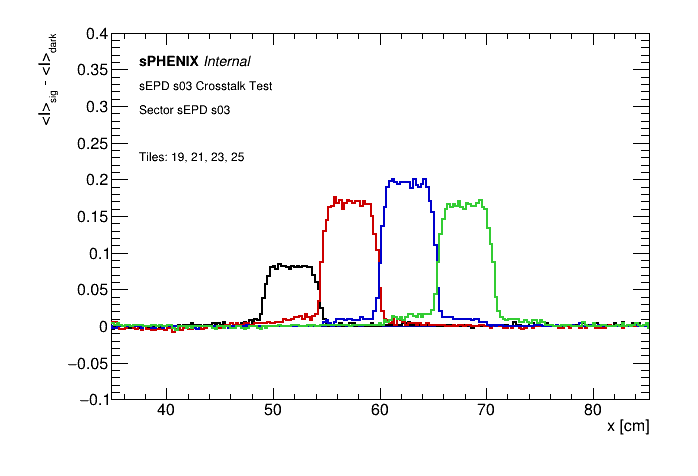 0.4
0.35
0.3
0.25
0.2
0.15
0.1
0.05
0
−0.05
−0.1
<I>sig - <I>dark
sPHENIX Internal
sEPD s03 Crosstalk Test
Sector sEPD s03
Tiles: 19, 21, 23, 25
40 50 60 70 80
x [cm]